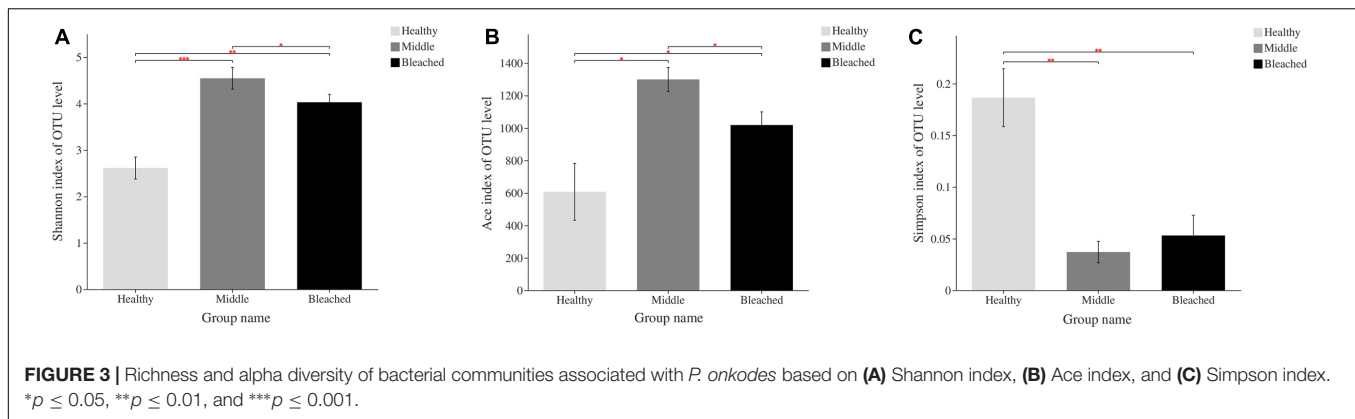 A
Healthy
Middle
Bleached
Shannon index of OTU level
5
4
3
2
1
0
*
**
***
Healthy Middle Bleached
Group name
B
Healthy
Middle
Bleached
Ace index of OTU level
1400
1200
1000
800
600
400
200
0
*
*
*
Healthy Middle Bleached
Group name
C
Healthy
Middle
Bleached
Simpson index of OTU level
0.2
0.15
0.1
0.05
0
**
**
Healthy Middle Bleached
Group name
FIGURE 3 | Richness and alpha diversity of bacterial communities associated with P. onkodes based on (A) Shannon index, (B) Ace index, and (C) Simpson index.
*p ≤ 0.05, **p ≤ 0.01, and ***p ≤ 0.001.